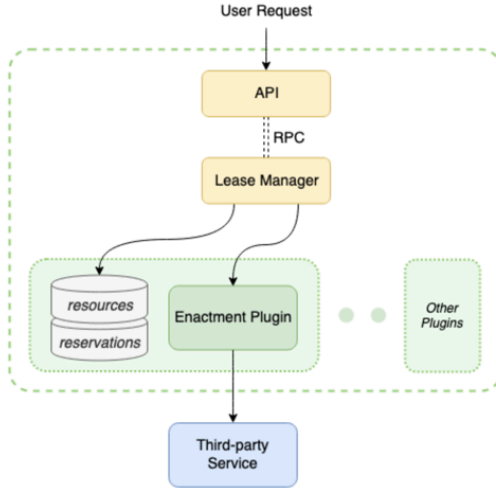 User Request
API
RPC
Lease Manager
resources
reservations
Enactment Plugin
Other
Plugins
Third-party
Service